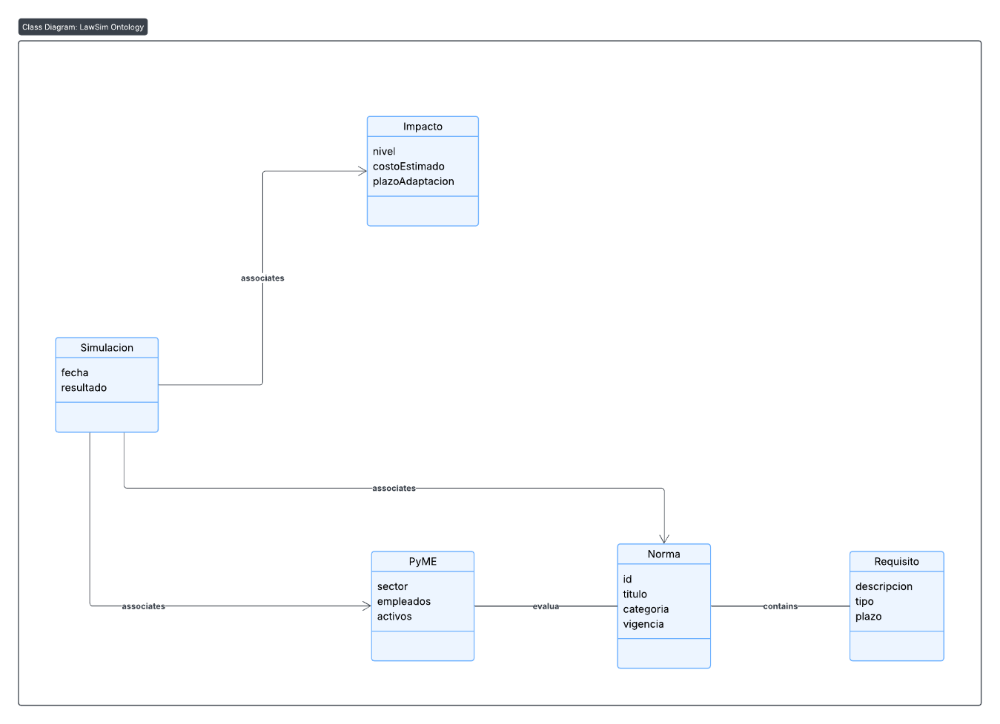 Class Diagram: LawSim Ontology
Impacto
nivel
costoEstimado
plazoAdaptacion
associates
Simulacion
fecha
resultado
associates
associates
PyME
sector
empleados
activos
evalua
Norma
id
titulo
categoria
vigencia
contains
Requisito
descripcion
tipo
plazo